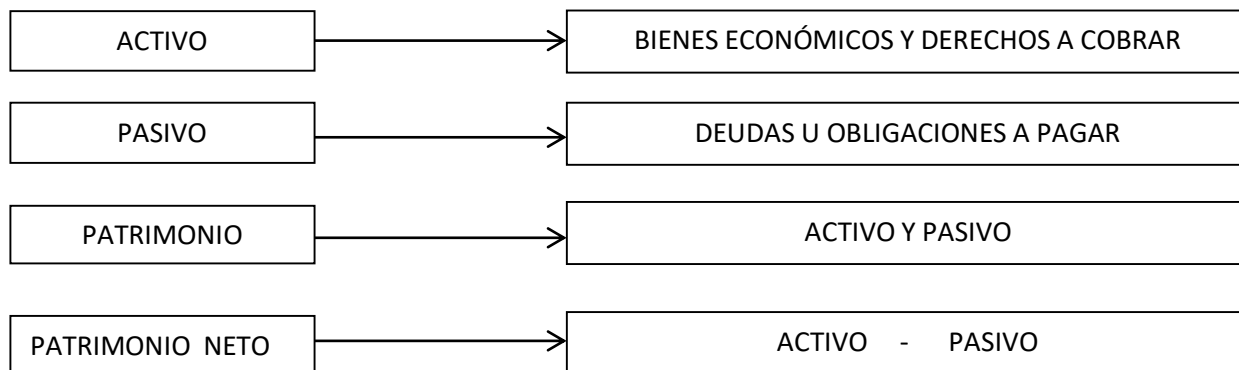 ACTIVO
BIENES ECONÓMICOS Y DERECHOS A COBRAR
PASIVO
DEUDAS U OBLIGACIONES A PAGAR
PATRIMONIO
ACTIVO Y PASIVO
PATRIMONIO NETO
ACTIVO - PASIVO